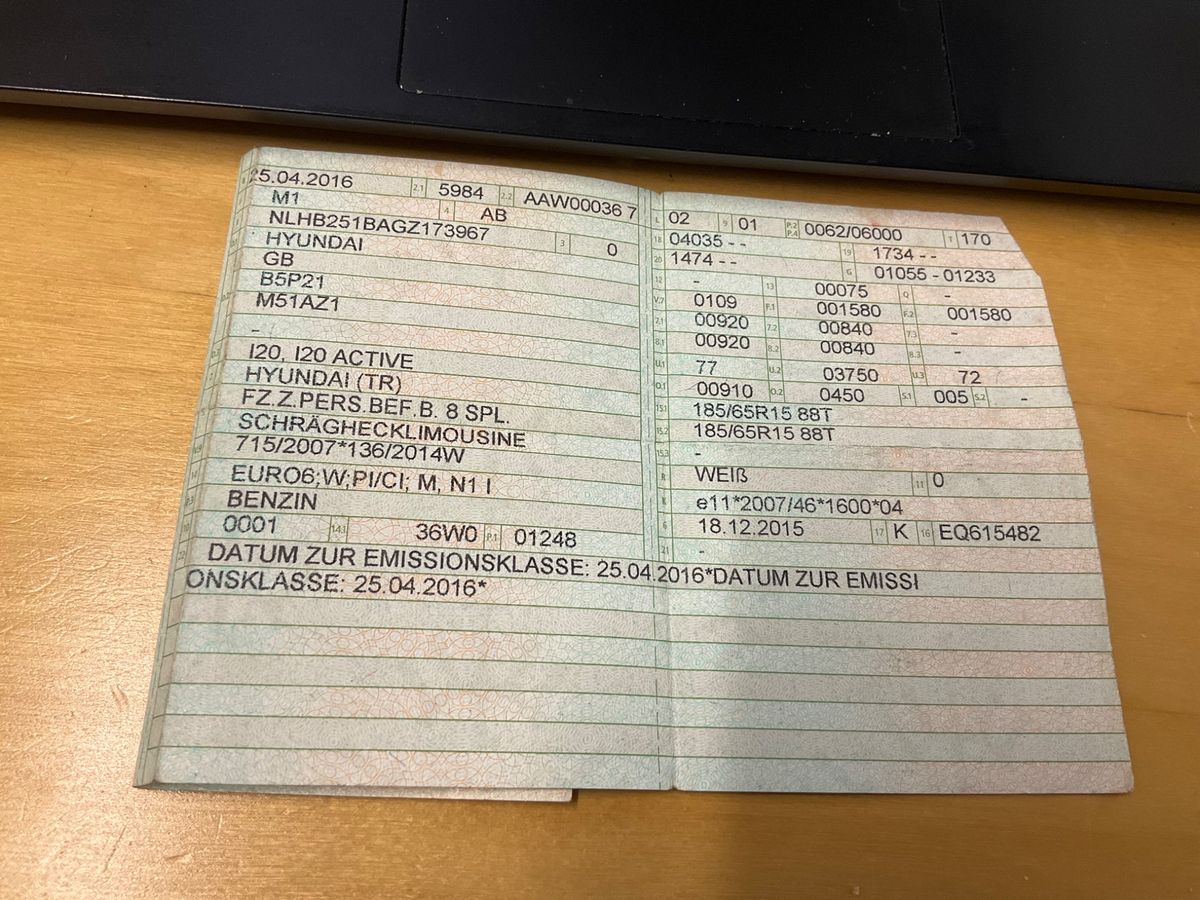 25.04.2016 2.1 5984 2.2 AAW00036 7
M1 4 AB
NLHB251BAGZ173967 3 0
HYUNDAI
GB
B5P21
M51AZ1
-
I20, I20 ACTIVE
HYUNDAI (TR)
FZ.Z.PERS.BEF.B. 8 SPL.
SCHRÄGHECKLIMOUSINE
715/2007*136/2014W
EURO6;W;PI/CI; M, N1 I
BENZIN
0001 14.1 36W0 P.1 01248
L 02 9 01 P.2 P.4 0062/06000 T 170
18 04035 - - 19 1734 - -
20 1474 - - G 01055 - 01233
12 - 13 00075 Q -
V.7 0109 F.1 001580 F.2 001580
7.1 00920 7.2 00840 7.3 -
8.1 00920 8.2 00840 8.3 -
U.1 77 U.2 03750 U.3 72
O.1 00910 O.2 0450 S.1 005 S.2 -
15.1 185/65R15 88T
15.2 185/65R15 88T
15.3 -
R WEIß 11 0
K e11*2007/46*1600*04
6 18.12.2015 17 K 16 EQ615482
21 -
DATUM ZUR EMISSIONSKLASSE: 25.04.2016*DATUM ZUR EMISSI
ONSKLASSE: 25.04.2016*